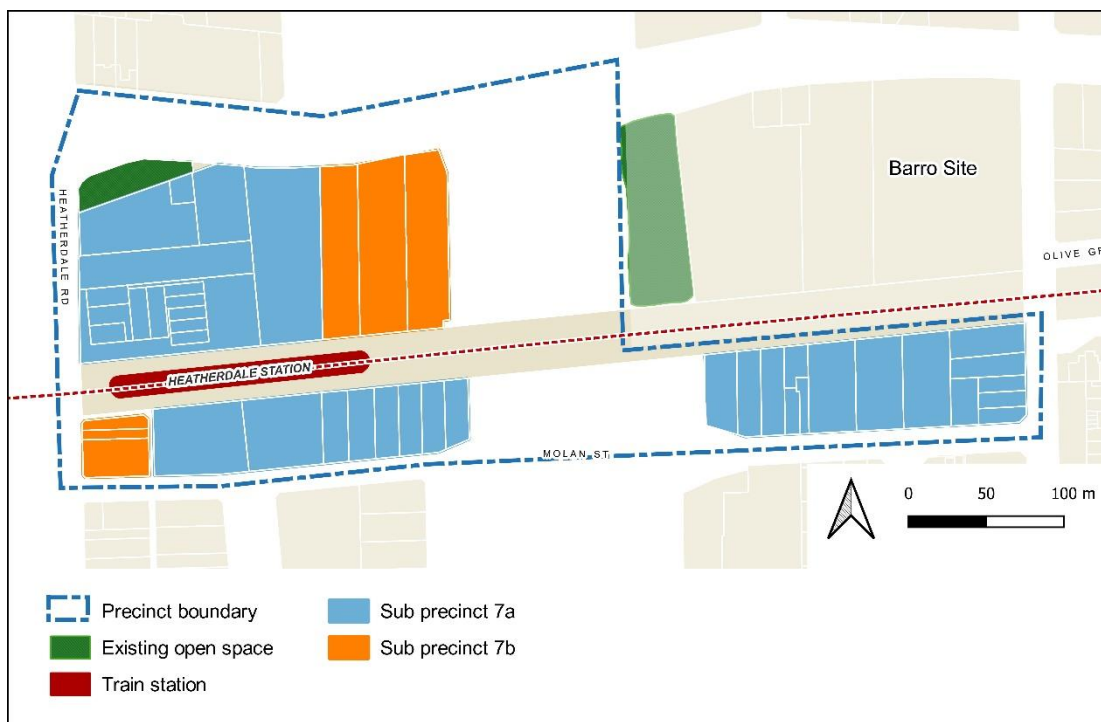 Barro Site
HEATHERDALE RD
OLIVE GR
HEATHERDALE STATION
MOLAN ST
0 50 100 m
Precinct boundary
Existing open space
Train station
Sub precinct 7a
Sub precinct 7b